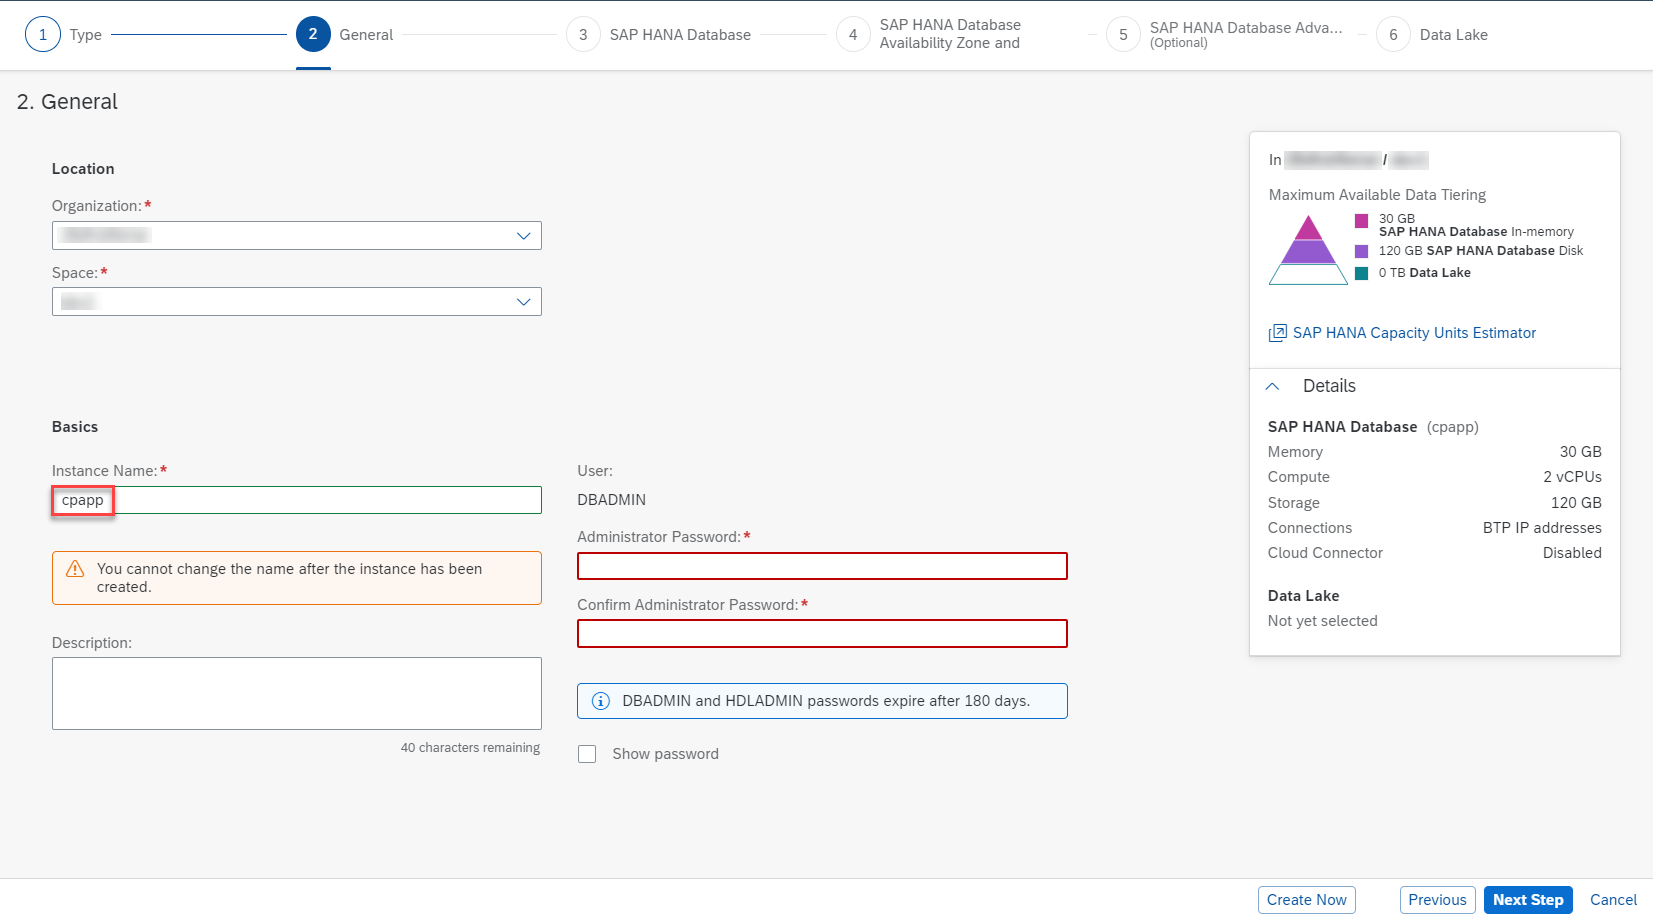 1 Type
2 General
3 SAP HANA Database
4 SAP HANA Database
Availability Zone and
5 SAP HANA Database Adva...
(Optional)
6 Data Lake
2. General
Location
Organization:*
Space:*
Basics
Instance Name:*
cpapp
You cannot change the name after the instance has been
created.
Description:
40 characters remaining
User:
DBADMIN
Administrator Password:*
Confirm Administrator Password:*
DBADMIN and HDLADMIN passwords expire after 180 days.
Show password
In /
Maximum Available Data Tiering
30 GB
SAP HANA Database In-memory
120 GB SAP HANA Database Disk
0 TB Data Lake
SAP HANA Capacity Units Estimator
Details
SAP HANA Database (cpapp)
Memory 30 GB
Compute 2 vCPUs
Storage 120 GB
Connections BTP IP addresses
Cloud Connector Disabled
Data Lake
Not yet selected
Create Now Previous Next Step Cancel